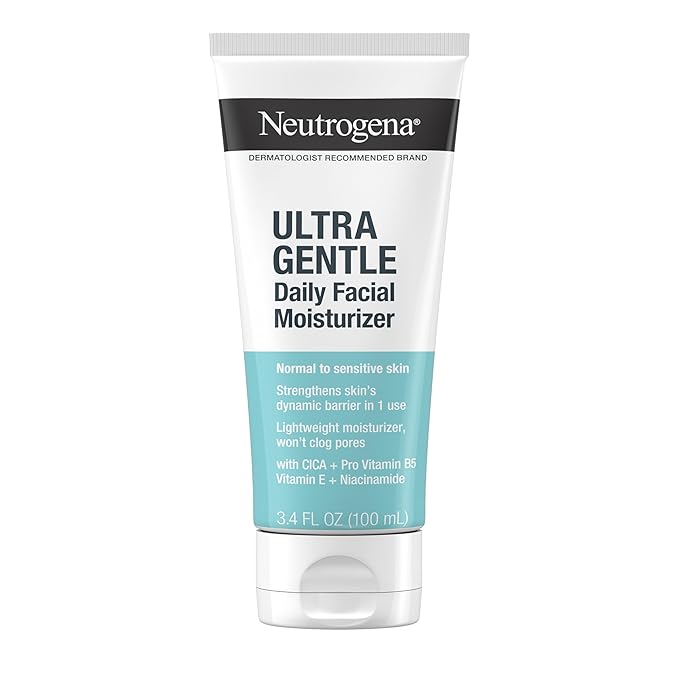 Neutrogena®
DERMATOLOGIST RECOMMENDED BRAND
ULTRA
GENTLE
Daily Facial
Moisturizer
Normal to sensitive skin
Strengthens skin's
dynamic barrier in 1 use
Lightweight moisturizer,
won't clog pores
with CICA + Pro Vitamin B5
Vitamin E + Niacinamide
3.4 FL OZ (100 mL)